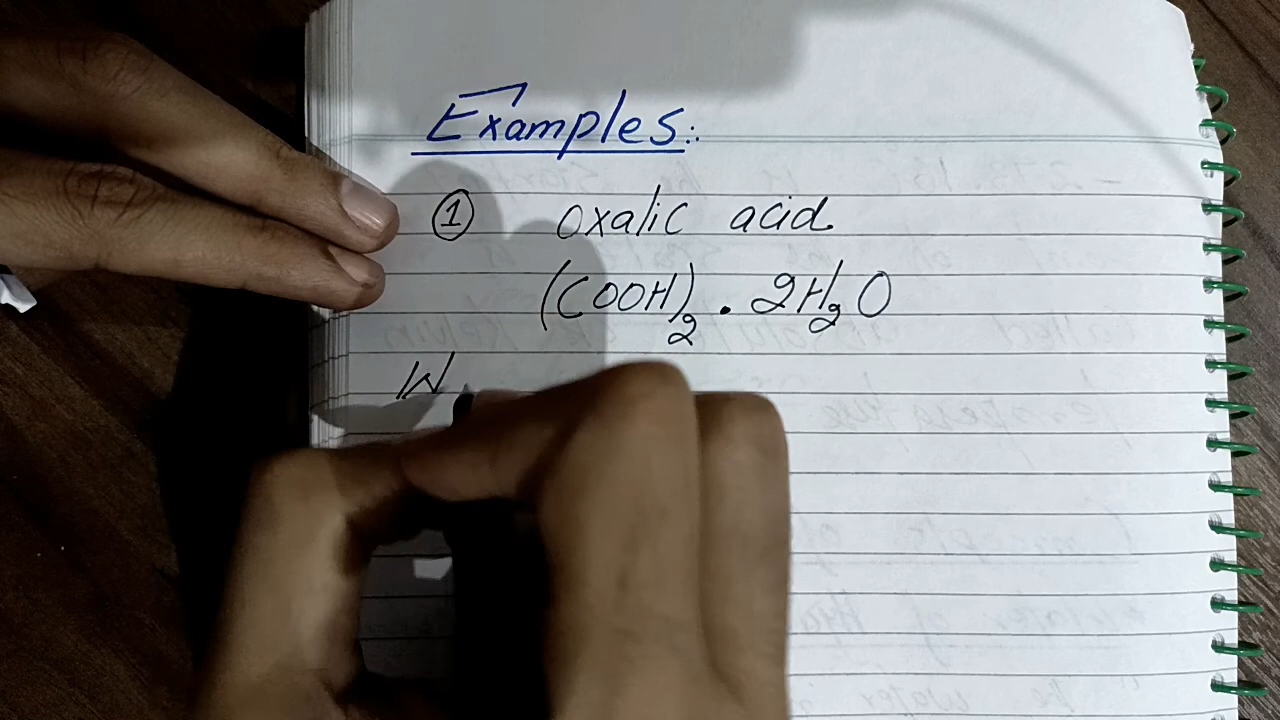 Examples:
① oxalic acid
(COOH)₂ . 2H₂O
W